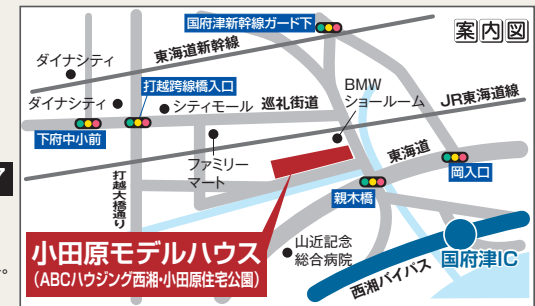 案内図
国府津新幹線ガード下
東海道新幹線
ダイナシティ
打越跨線橋入口
ダイナシティ
シティモール
巡礼街道
BMW
ショールーム
JR東海道線
下府中小前
ファミリー
マート
東海道
岡入口
打越大橋通り
親木橋
小田原モデルハウス
(ABCハウジング西湘・小田原住宅公園)
山近記念
総合病院
国府津IC
西湘バイパス
。